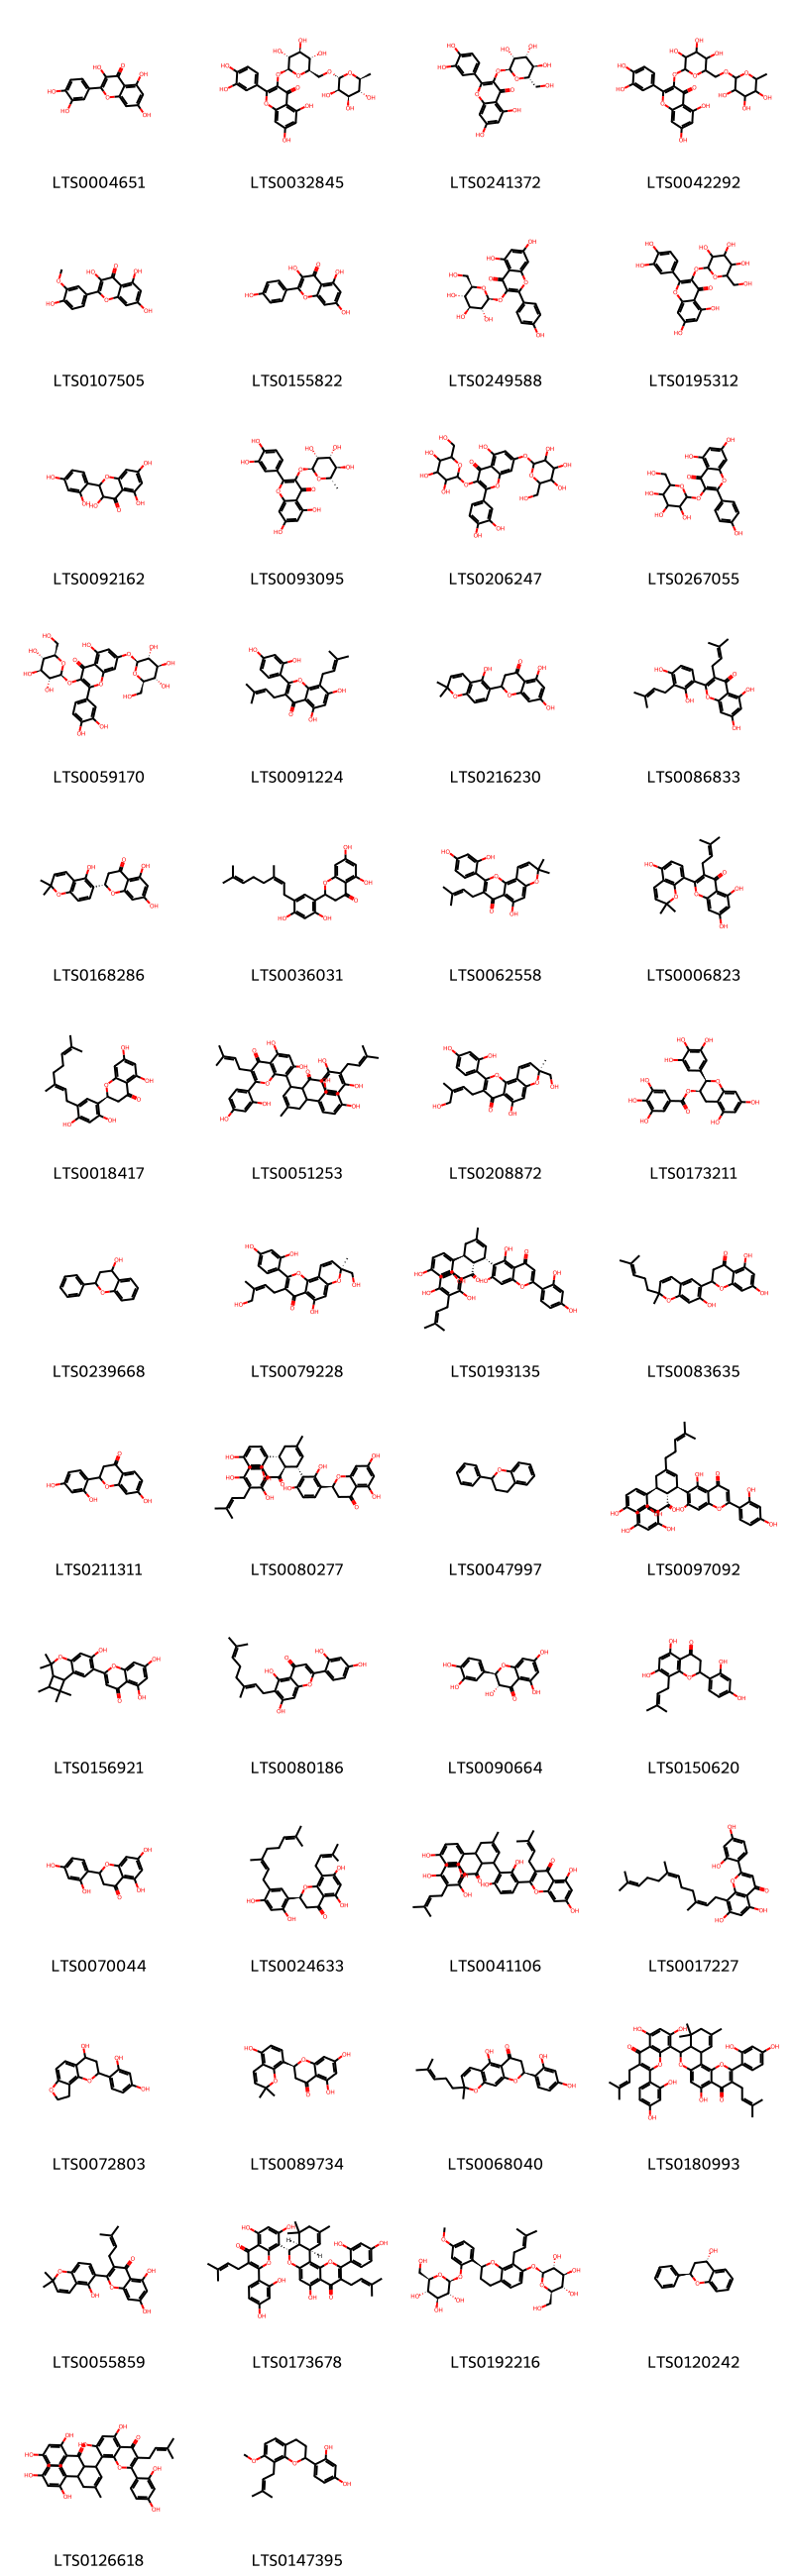 LTS0004651 LTS0032845 LTS0241372 LTS0042292
LTS0107505 LTS0155822 LTS0249588 LTS0195312
LTS0092162 LTS0093095 LTS0206247 LTS0267055
LTS0059170 LTS0091224 LTS0216230 LTS0086833
LTS0168286 LTS0036031 LTS0062558 LTS0006823
LTS0018417 LTS0051253 LTS0208872 LTS0173211
LTS0239668 LTS0079228 LTS0193135 LTS0083635
LTS0211311 LTS0080277 LTS0047997 LTS0097092
LTS0156921 LTS0080186 LTS0090664 LTS0150620
LTS0070044 LTS0024633 LTS0041106 LTS0017227
LTS0072803 LTS0089734 LTS0068040 LTS0180993
LTS0055859 LTS0173678 LTS0192216 LTS0120242
LTS0126618 LTS0147395